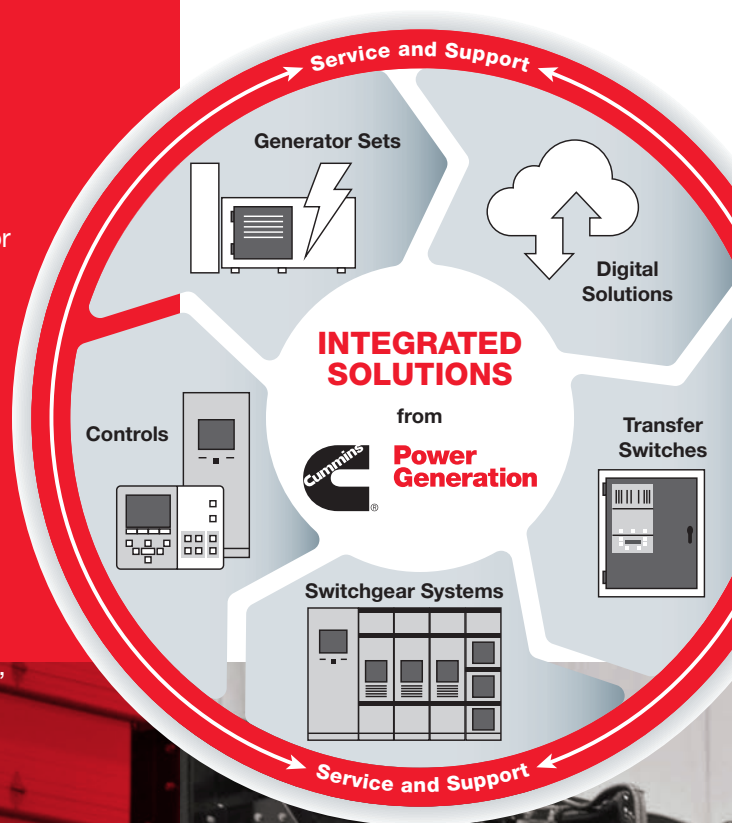 Service and Support
Generator Sets
Digital
Solutions
or
INTEGRATED
SOLUTIONS
from
Cummins
®
Power
Generation
Controls
Transfer
Switches
Switchgear Systems
,
Service and Support